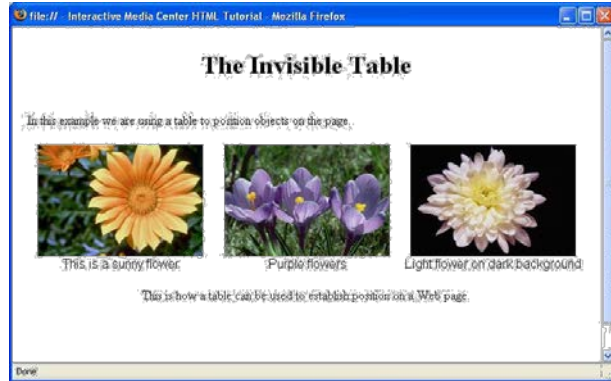 file:// - Interactive Media Center HTML Tutorial - Mozilla Firefox
The Invisible Table
In this example we are using a table to position objects on the page.
This is a sunny flower. Purple flowers Light flower on dark background
This is how a table can be used to establish position on a Web page.
Done